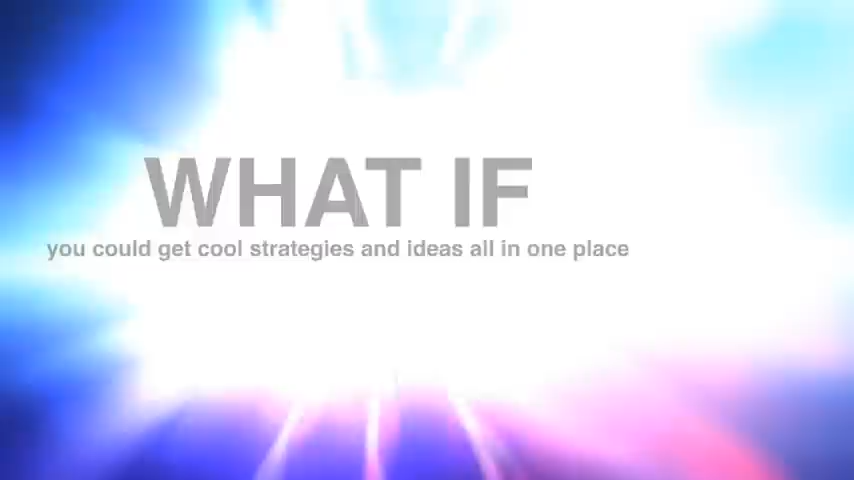 WHAT IF
you could get cool strategies and ideas all in one place